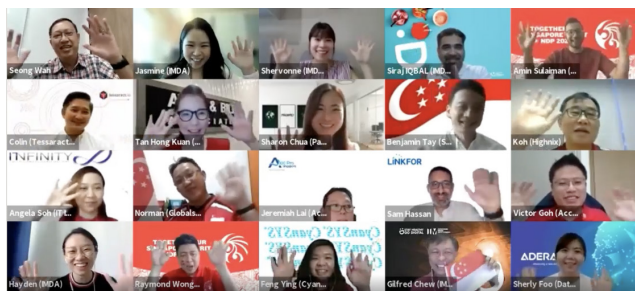 Seong Wah
Jasmine (IMDA)
Shervonne (IMD...
Siraj IQBAL (IMD...
TOGETHER
Amin Sulaiman (...
Colin (Tessaract...
Tan Hong Kuan (...
Sharon Chua (Pa...
Benjamin Tay (S...
Koh (Highnix)
INFINITY
Angela Soh (IT t...
Norman (Globals...
Jeremiah Lai (Ac...
LiNKFOR
Sam Hassan
Victor Goh (Acc...
Hayden (IMDA)
Raymond Wong...
CyanSYS
Feng Ying (Cyan...
Gilfred Chew (IM...
ADERA
Sherly Foo (Dat...